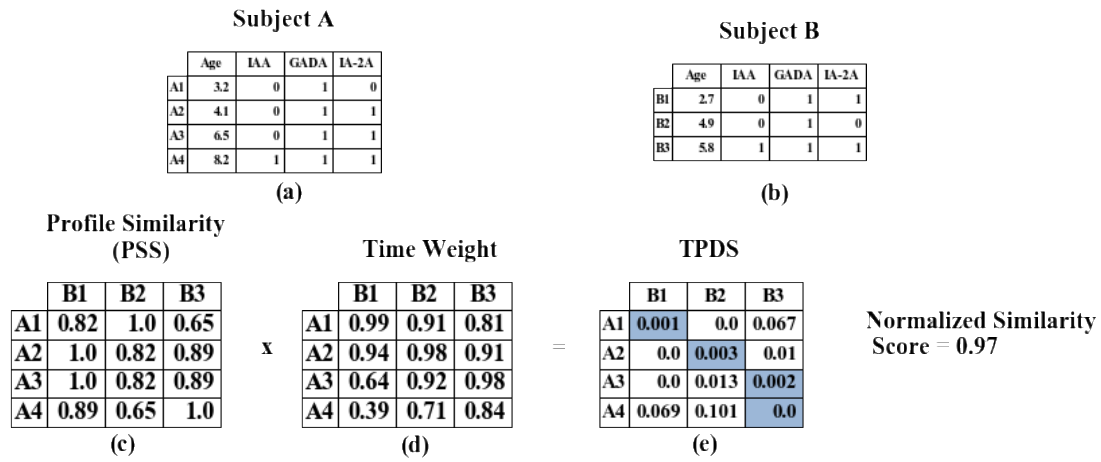 Subject A
Age IAA GADA IA-2A
A1 3.2 0 1 0
A2 4.1 0 1 1
A3 6.5 0 1 1
A4 8.2 1 1 1
(a)
Subject B
Age IAA GADA IA-2A
B1 2.7 0 1 1
B2 4.9 0 1 0
B3 5.8 1 1 1
(b)
Profile Similarity
(PSS)
B1 B2 B3
A1 0.82 1.0 0.65
A2 1.0 0.82 0.89
A3 1.0 0.82 0.89
A4 0.89 0.65 1.0
(c)
x
Time Weight
B1 B2 B3
A1 0.99 0.91 0.81
A2 0.94 0.98 0.91
A3 0.64 0.92 0.98
A4 0.39 0.71 0.84
(d)
=
TPDS
B1 B2 B3
A1 0.001 0.0 0.067
A2 0.0 0.003 0.01
A3 0.0 0.013 0.002
A4 0.069 0.101 0.0
(e)
Normalized Similarity
Score = 0.97